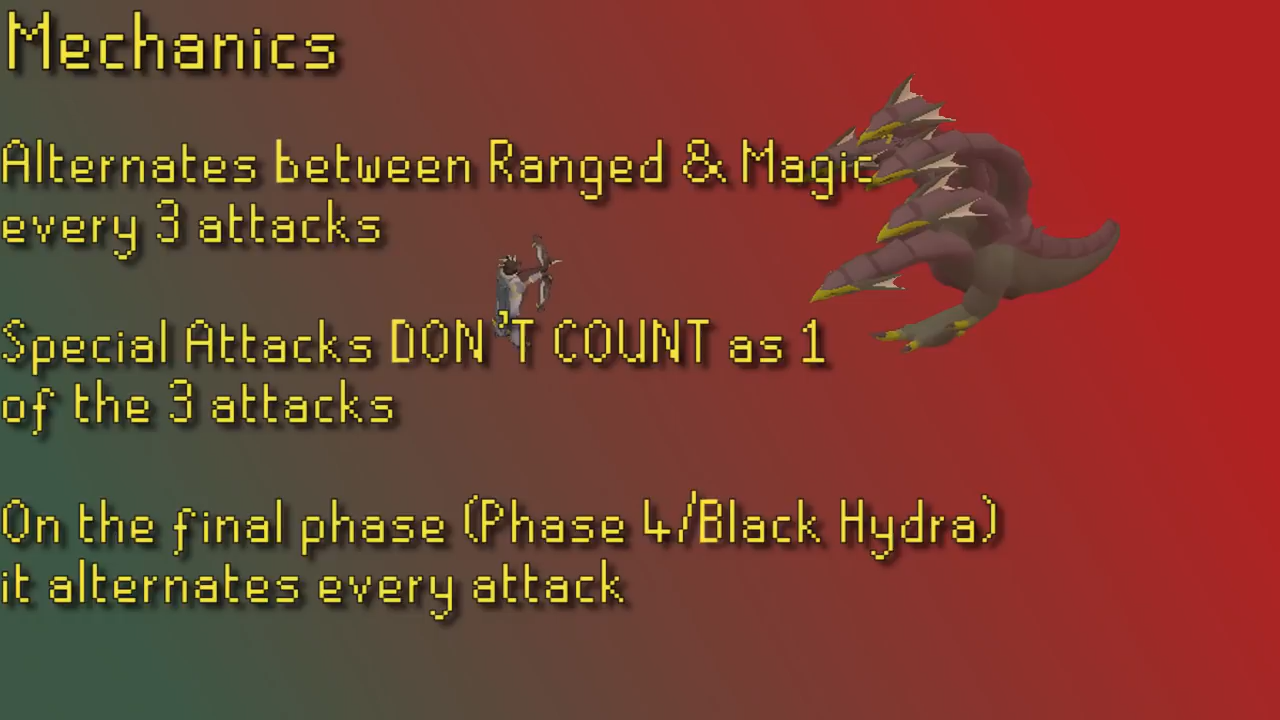 Mechanics
Alternates between Ranged & Magic
every 3 attacks
Special Attacks DON'T COUNT as 1
of the 3 attacks
On the final phase (Phase 4/Black Hydra)
it alternates every attack